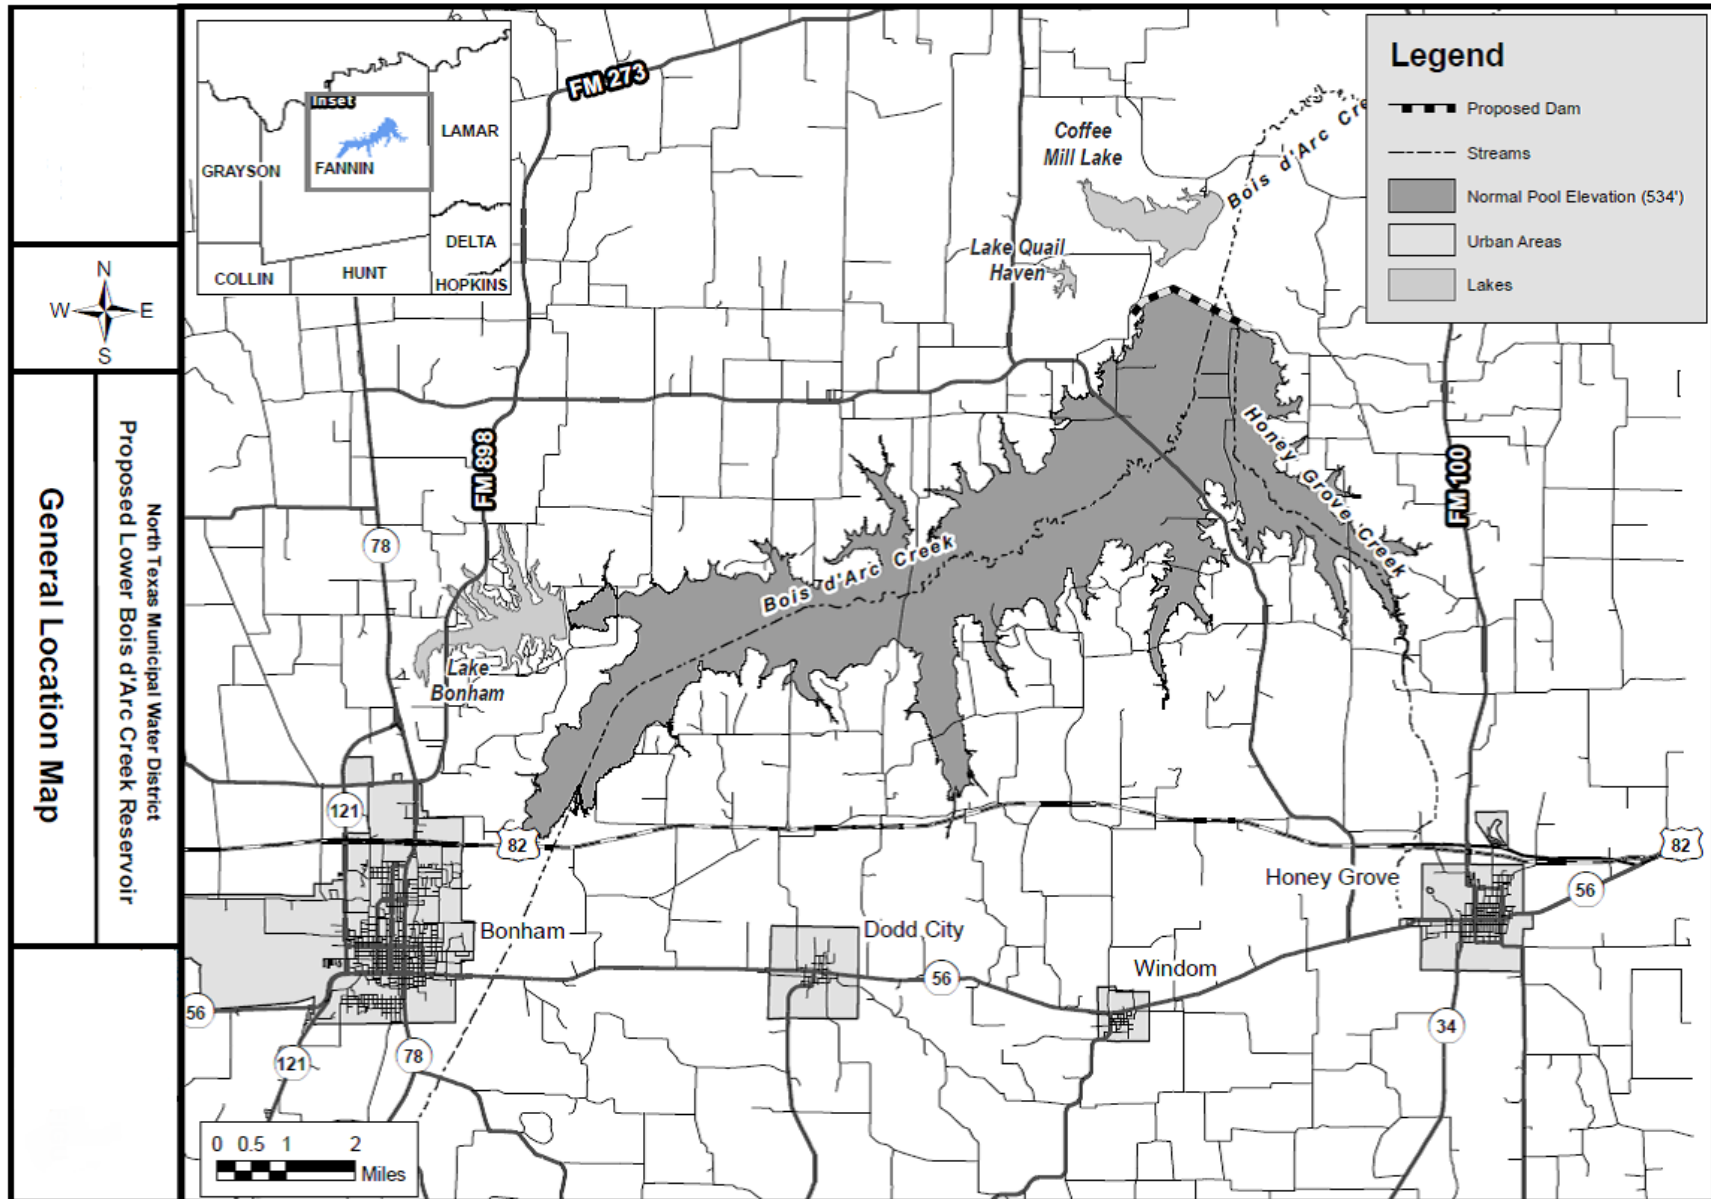 General Location Map
North Texas Municipal Water District
Proposed Lower Bois d'Arc Creek Reservoir
N
W
E
S
Inset
GRAYSON
FANNIN
LAMAR
DELTA
COLLIN
HUNT
HOPKINS
Legend
Proposed Dam
Streams
Normal Pool Elevation (534')
Urban Areas
Lakes
FM 273
Coffee
Mill Lake
Bois d'Arc Cre
Lake Quail
Haven
FM 898
Honey Grove Creek
FM 100
78
Bois d'Arc Creek
Lake
Bonham
121
82
82
Honey Grove
56
Bonham
Dodd City
56
Windom
56
34
121
78
0 0.5 1 2
Miles